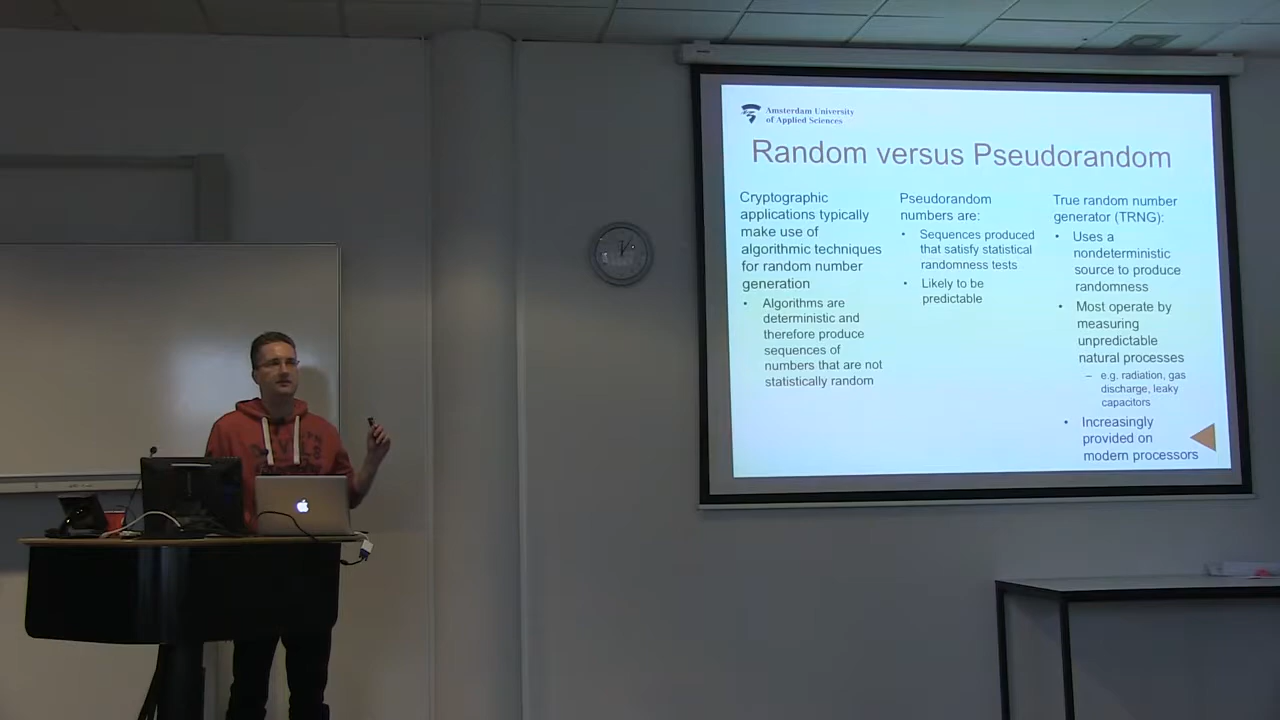 Amsterdam University
of Applied Sciences
Random versus Pseudorandom
Cryptographic
applications typically
make use of
algorithmic techniques
for random number
generation
• Algorithms are
deterministic and
therefore produce
sequences of
numbers that are not
statistically random
Pseudorandom
numbers are:
• Sequences produced
that satisfy statistical
randomness tests
• Likely to be
predictable
True random number
generator (TRNG):
• Uses a
nondeterministic
source to produce
randomness
• Most operate by
measuring
unpredictable
natural processes
– e.g. radiation, gas
discharge, leaky
capacitors
• Increasingly
provided on
modern processors